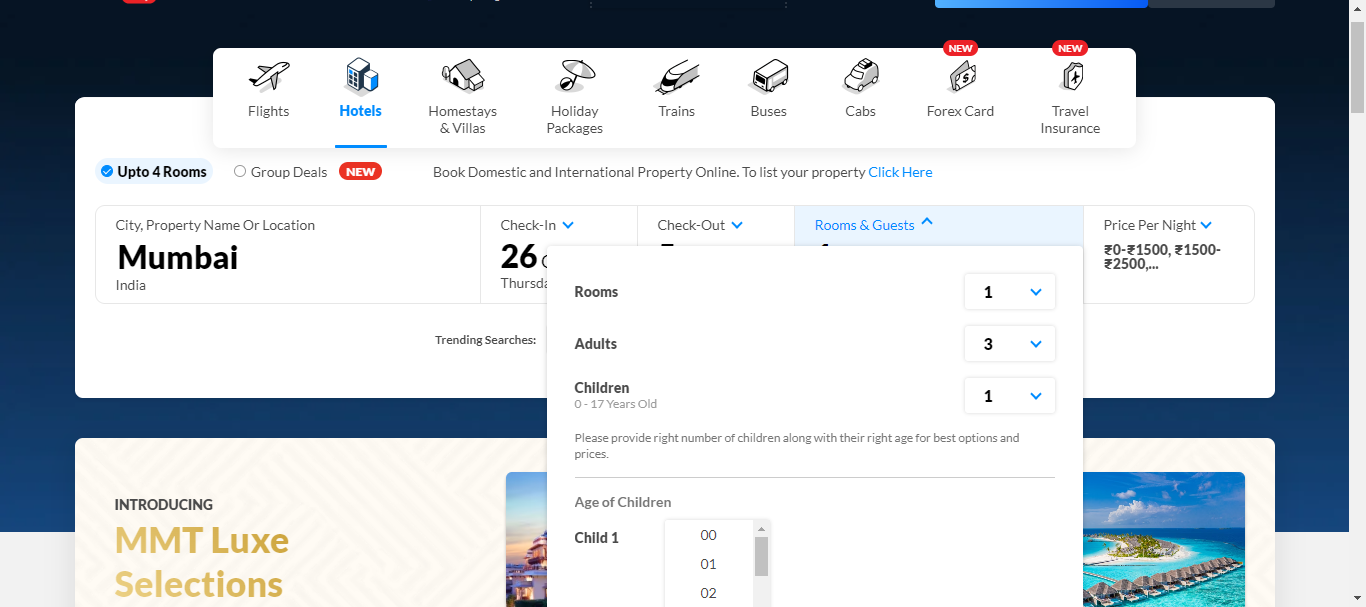 NEW
NEW
Flights
Hotels
Homestays
& Villas
Holiday
Packages
Trains
Buses
Cabs
Forex Card
Travel
Insurance
Upto 4 Rooms
Group Deals
NEW
Book Domestic and International Property Online. To list your property Click Here
City, Property Name Or Location
Mumbai
India
Check-In
26
Check-Out
Rooms & Guests
Price Per Night
₹0-₹1500, ₹1500-
₹2500,...
Trending Searches:
Rooms
1
Adults
3
Children
0 - 17 Years Old
1
Please provide right number of children along with their right age for best options and
prices.
Age of Children
Child 1
00
01
02
INTRODUCING
MMT Luxe
Selections